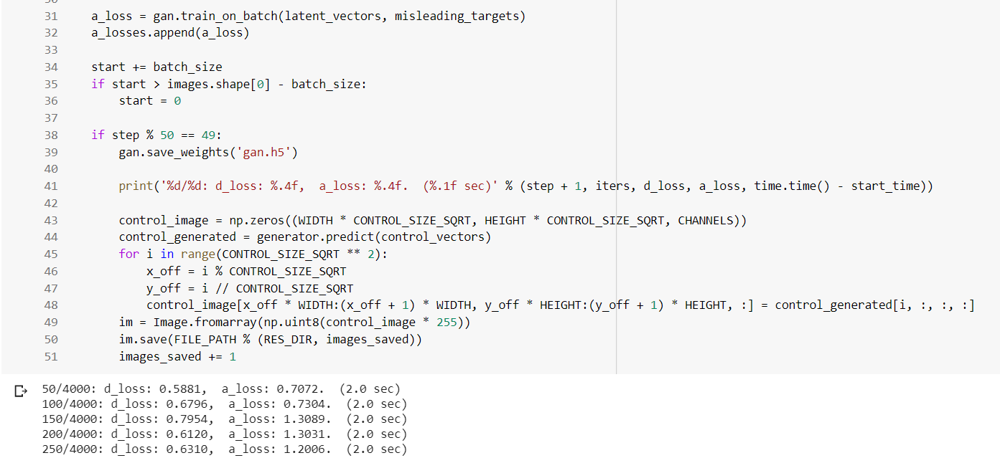 31 a_loss = gan.train_on_batch(latent_vectors, misleading_targets)
32 a_losses.append(a_loss)
33
34 start += batch_size
35 if start > images.shape[0] - batch_size:
36 start = 0
37
38 if step % 50 == 49:
39 gan.save_weights('gan.h5')
40
41 print('%d/%d: d_loss: %.4f,  a_loss: %.4f.  (%.1f sec)' % (step + 1, iters, d_loss, a_loss, time.time() - start_time))
42
43 control_image = np.zeros((WIDTH * CONTROL_SIZE_SQRT, HEIGHT * CONTROL_SIZE_SQRT, CHANNELS))
44 control_generated = generator.predict(control_vectors)
45 for i in range(CONTROL_SIZE_SQRT ** 2):
46 x_off = i % CONTROL_SIZE_SQRT
47 y_off = i // CONTROL_SIZE_SQRT
48 control_image[x_off * WIDTH:(x_off + 1) * WIDTH, y_off * HEIGHT:(y_off + 1) * HEIGHT, :] = control_generated[i, :, :, :]
49 im = Image.fromarray(np.uint8(control_image * 255))
50 im.save(FILE_PATH % (RES_DIR, images_saved))
51 images_saved += 1
50/4000: d_loss: 0.5881,  a_loss: 0.7072.  (2.0 sec)
100/4000: d_loss: 0.6796,  a_loss: 0.7304.  (2.0 sec)
150/4000: d_loss: 0.7954,  a_loss: 1.3089.  (2.0 sec)
200/4000: d_loss: 0.6120,  a_loss: 1.3031.  (2.0 sec)
250/4000: d_loss: 0.6310,  a_loss: 1.2006.  (2.0 sec)